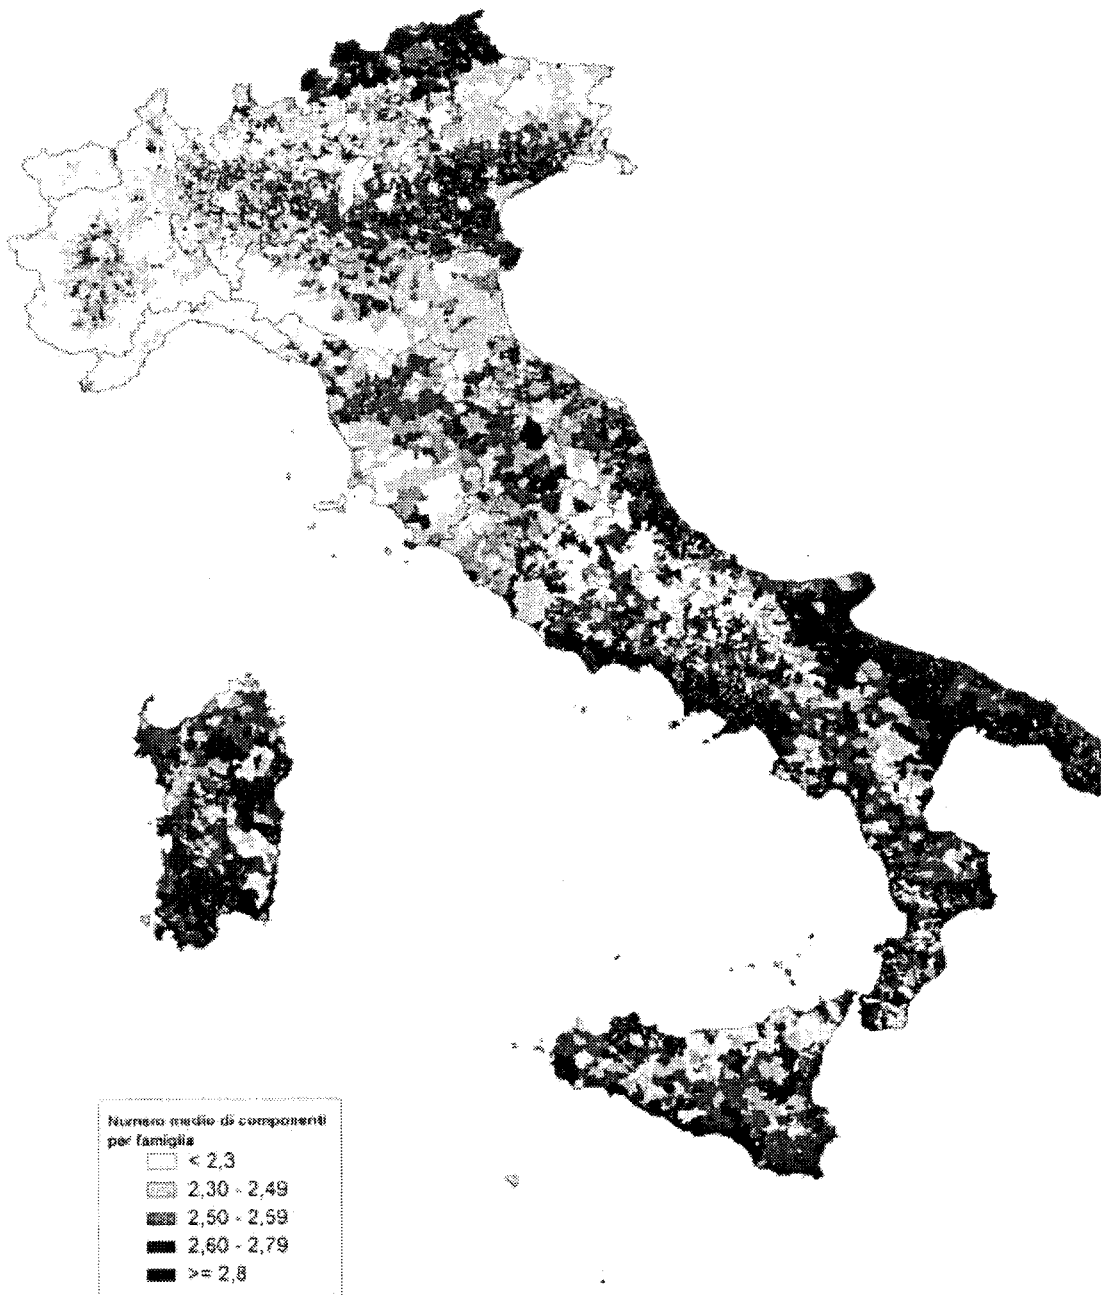 Numero medio di componenti
per famiglia
< 2,3
2,30 - 2,49
2,50 - 2,59
2,60 - 2,79
>= 2,8